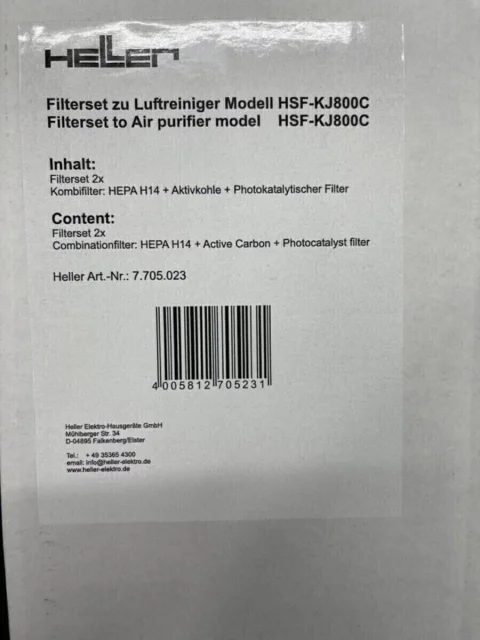 HELLER
Filterset zu Luftreiniger Modell HSF-KJ800C
Filterset to Air purifier model HSF-KJ800C
Inhalt:
Filterset 2x
Kombifilter: HEPA H14 + Aktivkohle + Photokatalytischer Filter
Content:
Filterset 2x
Combinationfilter: HEPA H14 + Active Carbon + Photocatalyst filter
Heller Art.-Nr.: 7.705.023
4 005812 705231
Heller Elektro-Hausgeräte GmbH
Mühlberger Str. 34
D-04895 Falkenberg/Elster
Tel.: + 49 35365 4300
email: info@heller-elektro.de
www.heller-elektro.de